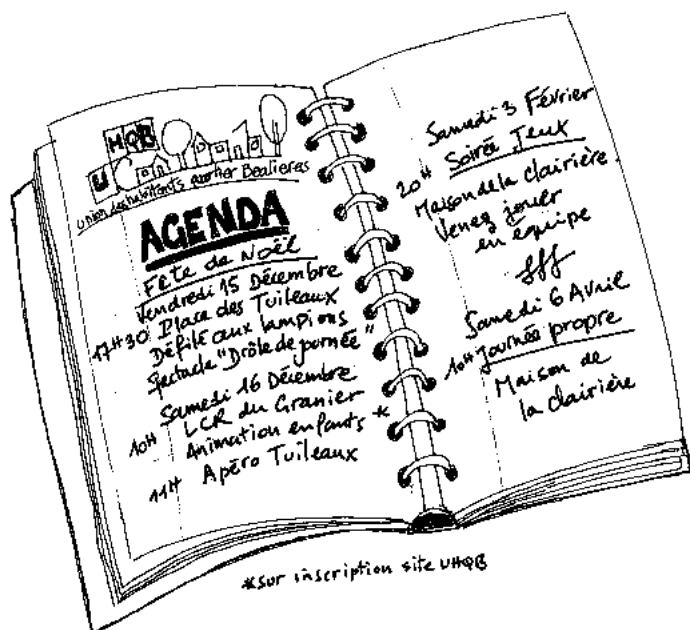 UHQB
union des habitants quartier Bealieres
AGENDA
Fête de Noël
Vendredi 15 Décembre
17H30 Place des Tuileaux
Défilé aux lampions
Spectacle "Drôle de journée"
Samedi 16 Décembre
10H LCR du Granier
Animation enfants *
11H Apéro Tuileaux
Samedi 3 Février
20H Soirée Jeux
Maison de la clairière.
Venez jouer
en équipe
Samedi 6 Avril
10H Journée propre
Maison de
la clairière
*sur inscription site UHQB